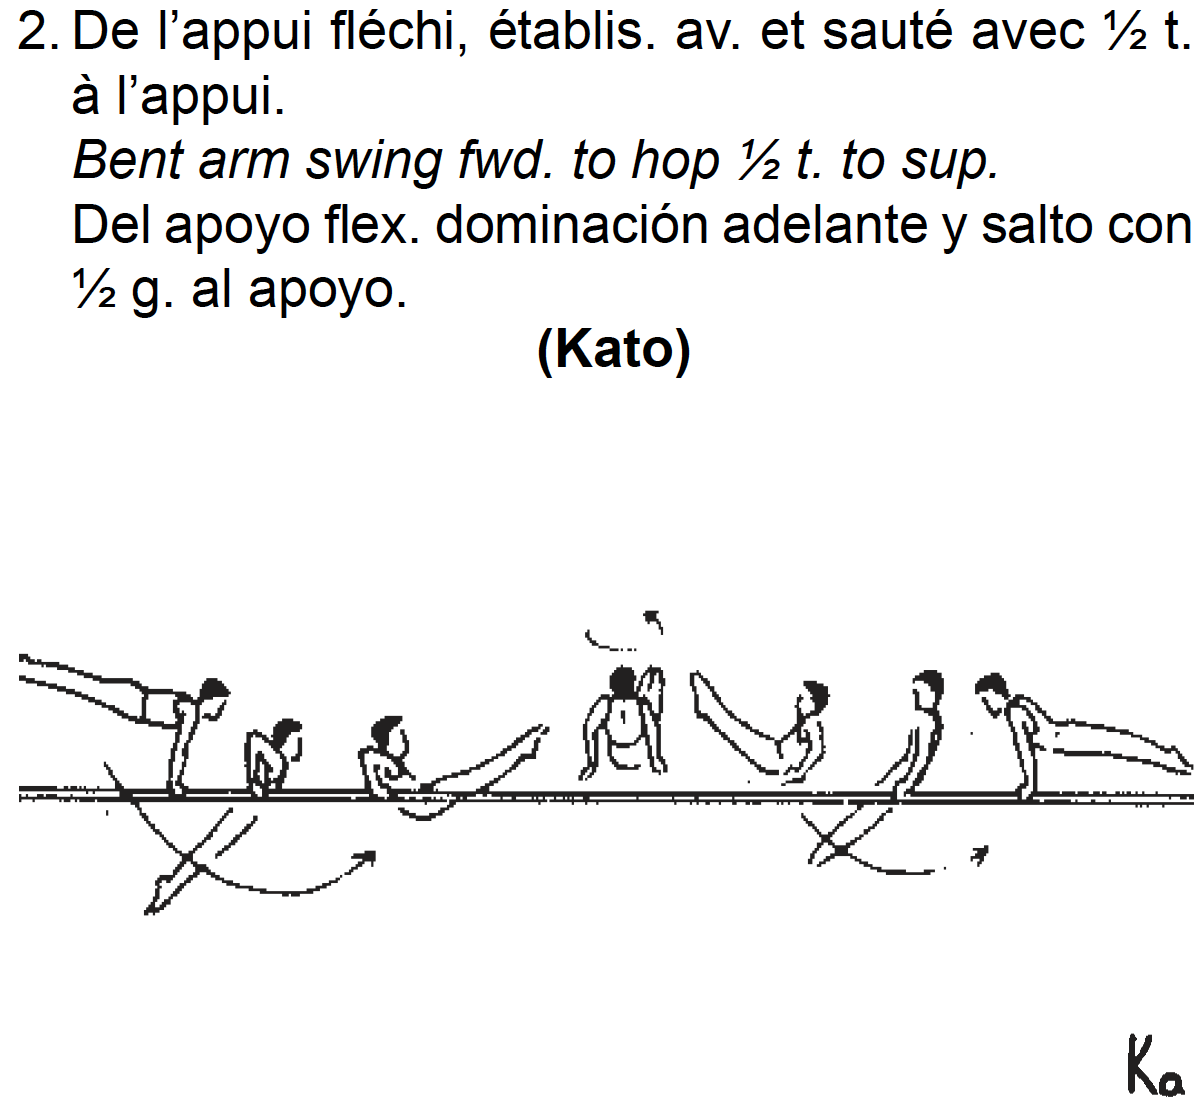 2. De l’appui fléchi, établis. av. et sauté avec ½ t.
à l’appui.
Bent arm swing fwd. to hop ½ t. to sup.
Del apoyo flex. dominación adelante y salto con
½ g. al apoyo.
(Kato)
Ka